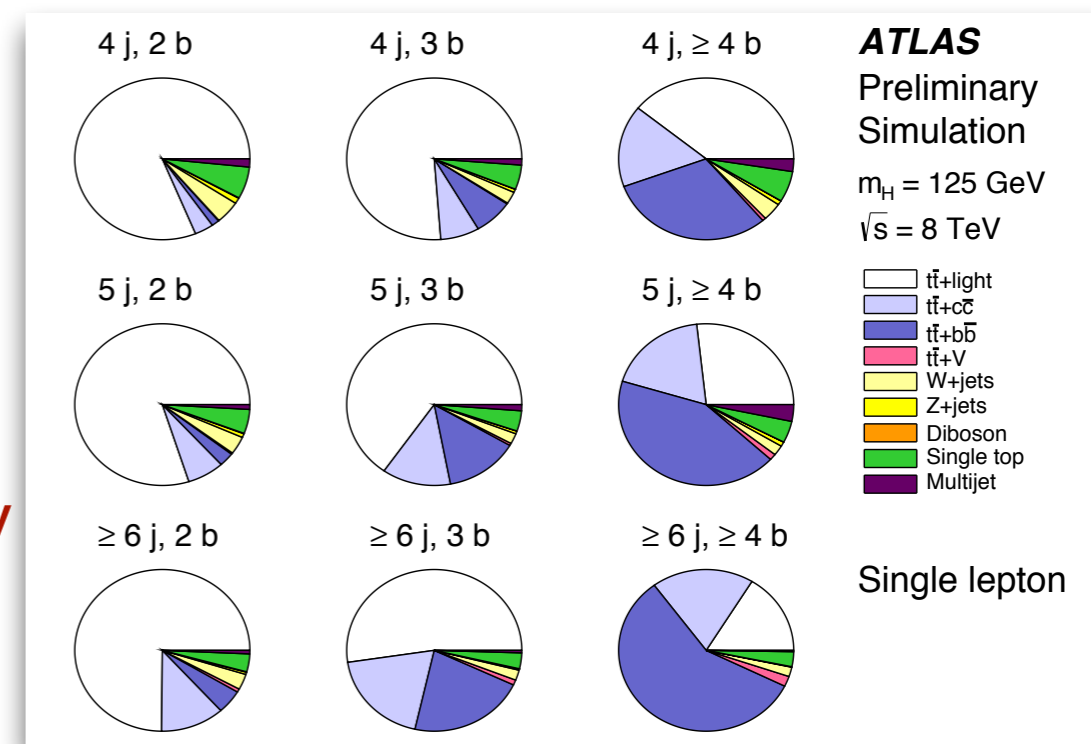 4 j, 2 b
4 j, 3 b
4 j, ≥ 4 b
ATLAS
Preliminary
Simulation
m_H = 125 GeV
√s = 8 TeV
5 j, 2 b
5 j, 3 b
5 j, ≥ 4 b
tt̄+light
tt̄+cc̄
tt̄+bb̄
tt̄+V
W+jets
Z+jets
Diboson
Single top
Multijet
y
≥ 6 j, 2 b
≥ 6 j, 3 b
≥ 6 j, ≥ 4 b
Single lepton